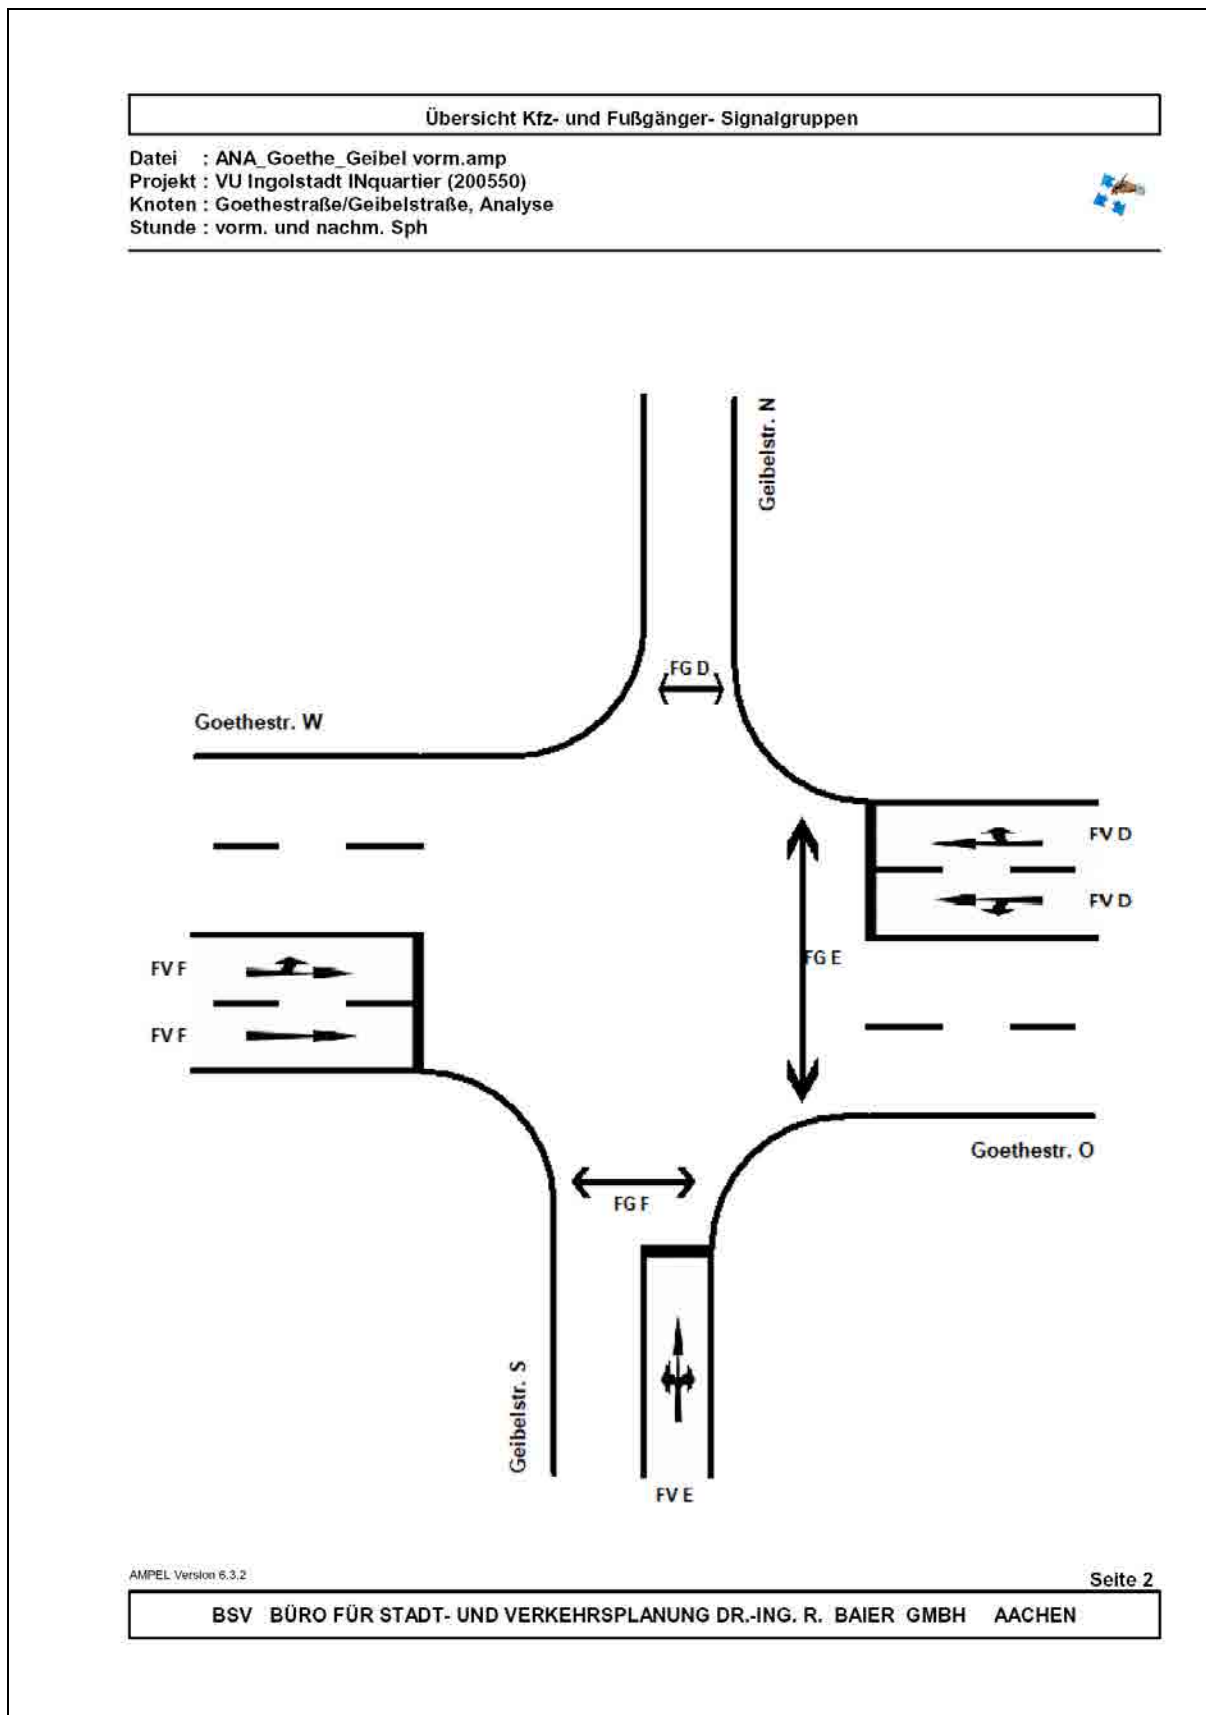 Übersicht Kfz- und Fußgänger- Signalgruppen
Datei : ANA_Goethe_Geibel vorm.amp
Projekt : VU Ingolstadt INquartier (200550)
Knoten : Goethestraße/Geibelstraße, Analyse
Stunde : vorm. und nachm. Sph
Geibelstr. N
FG D
Goethestr. W
FV D
FV D
FG E
FV F
FV F
Goethestr. O
FG F
Geibelstr. S
FV E
AMPEL Version 6.3.2
Seite 2
BSV BÜRO FÜR STADT- UND VERKEHRSPLANUNG DR.-ING. R. BAIER GMBH AACHEN